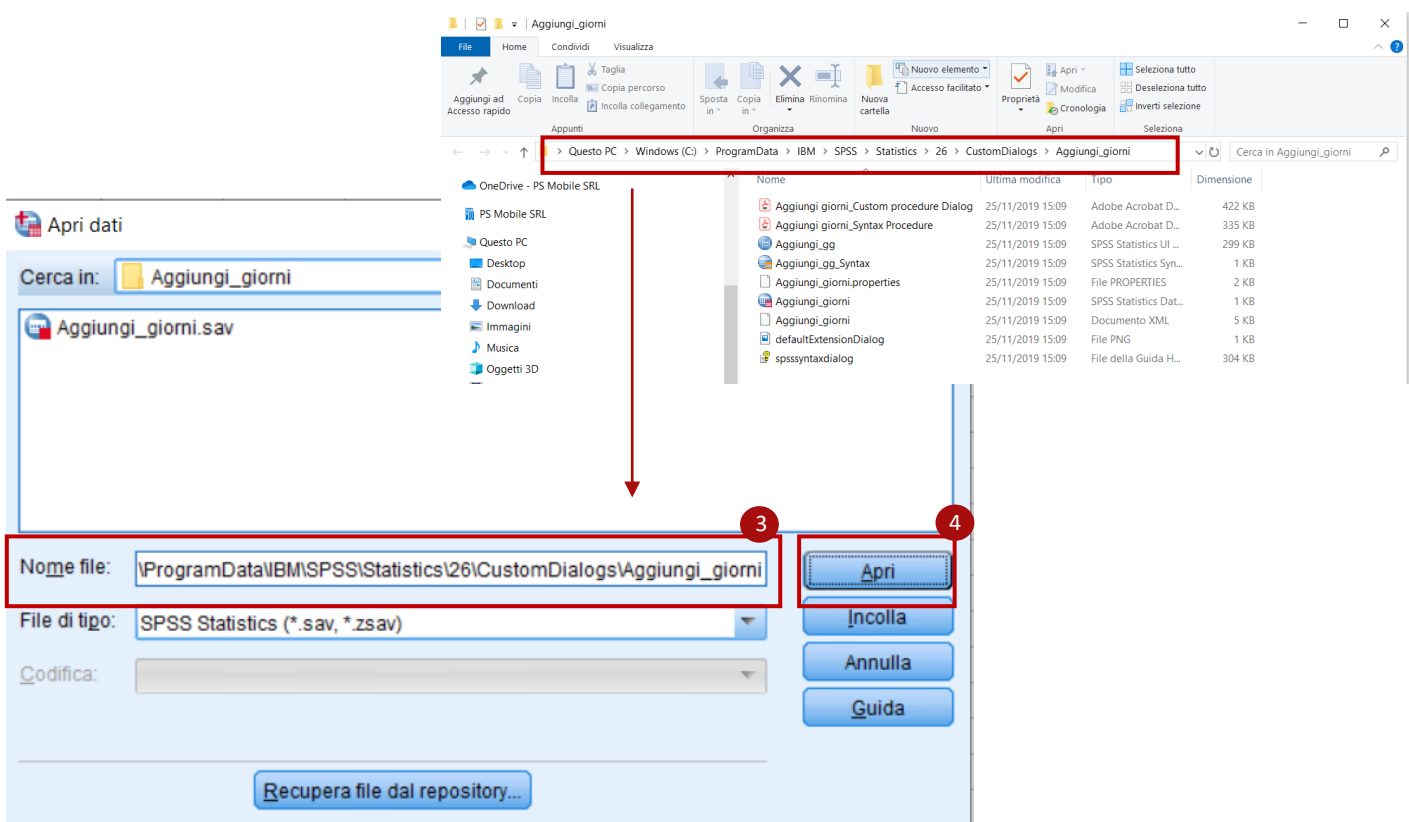 Aggiungi_giorni
File Home Condividi Visualizza
Aggiungi ad Accesso rapido
Copia
Incolla
Taglia
Copia percorso
Incolla collegamento
Appunti
Sposta in
Copia in
Elimina
Rinomina
Organizza
Nuova cartella
Nuovo elemento
Accesso facilitato
Nuovo
Proprietà
Apri
Modifica
Cronologia
Apri
Seleziona tutto
Deseleziona tutto
Inverti selezione
Seleziona
> Questo PC > Windows (C:) > ProgramData > IBM > SPSS > Statistics > 26 > CustomDialogs > Aggiungi_giorni
Cerca in Aggiungi_giorni
OneDrive - PS Mobile SRL
PS Mobile SRL
Questo PC
Desktop
Documenti
Download
Immagini
Musica
Oggetti 3D
Nome Ultima modifica Tipo Dimensione
Aggiungi giorni_Custom procedure Dialog 25/11/2019 15:09 Adobe Acrobat D... 422 KB
Aggiungi giorni_Syntax Procedure 25/11/2019 15:09 Adobe Acrobat D... 335 KB
Aggiungi_gg 25/11/2019 15:09 SPSS Statistics UI ... 299 KB
Aggiungi_gg_Syntax 25/11/2019 15:09 SPSS Statistics Syn... 1 KB
Aggiungi_giorni.properties 25/11/2019 15:09 File PROPERTIES 2 KB
Aggiungi_giorni 25/11/2019 15:09 SPSS Statistics Dat... 1 KB
Aggiungi_giorni 25/11/2019 15:09 Documento XML 5 KB
defaultExtensionDialog 25/11/2019 15:09 File PNG 1 KB
spsssyntaxdialog 25/11/2019 15:09 File della Guida H... 304 KB
Apri dati
Cerca in: Aggiungi_giorni
Aggiungi_giorni.sav
3
4
Nome file: \ProgramData\IBM\SPSS\Statistics\26\CustomDialogs\Aggiungi_giorni
Apri
File di tipo: SPSS Statistics (*.sav, *.zsav)
Incolla
Codifica:
Annulla
Guida
Recupera file dal repository...